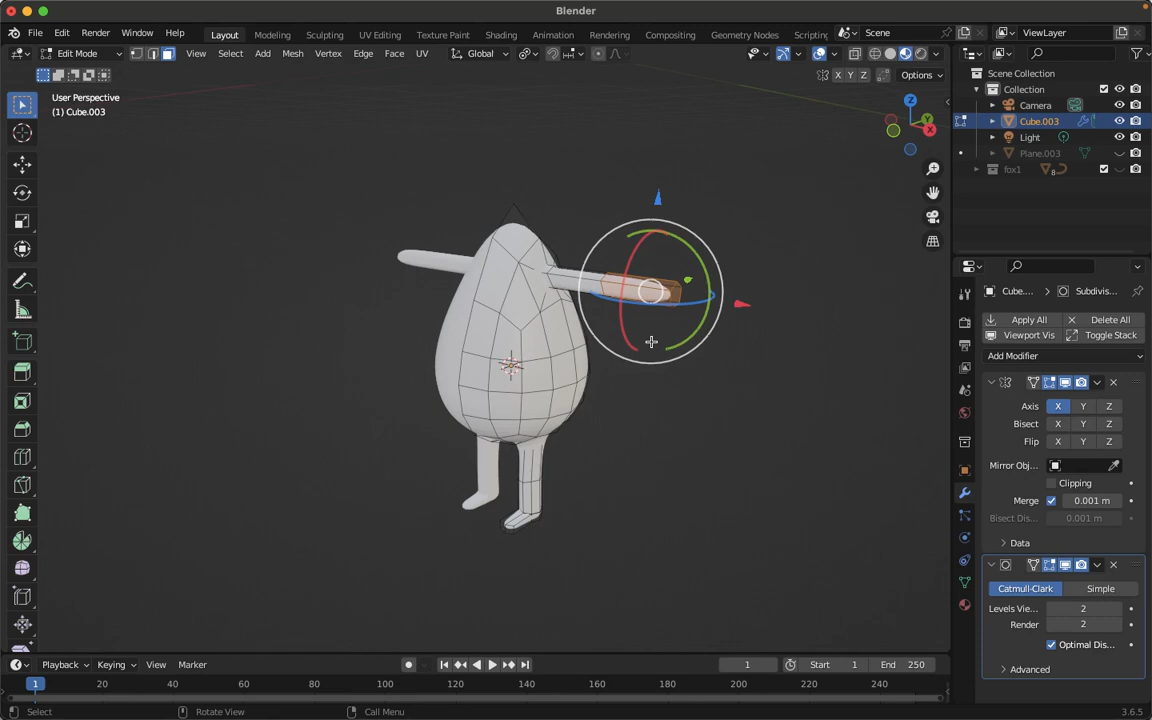 Blender
File Edit Render Window Help Layout Modeling Sculpting UV Editing Texture Paint Shading Animation Rendering Compositing Geometry Nodes Scripting Scene ViewLayer
Edit Mode View Select Add Mesh Vertex Edge Face UV Global
X Y Z Options
User Perspective
(1) Cube.003
Z
Y
X
Scene Collection
Collection
Camera
Cube.003
Light
Plane.003
fox1 8
Cube.... Subdivis...
Apply All Delete All
Viewport Vis Toggle Stack
Add Modifier
Axis X Y Z
Bisect X Y Z
Flip X Y Z
Mirror Obj...
Clipping
Merge 0.001 m
Bisect Dis... 0.001 m
Data
Catmull-Clark Simple
Levels Vie... 2
Render 2
Optimal Dis...
Advanced
Playback Keying View Marker 1 Start 1 End 250
1 20 40 60 80 100 120 140 160 180 200 220 240
Select Rotate View Call Menu 3.6.5